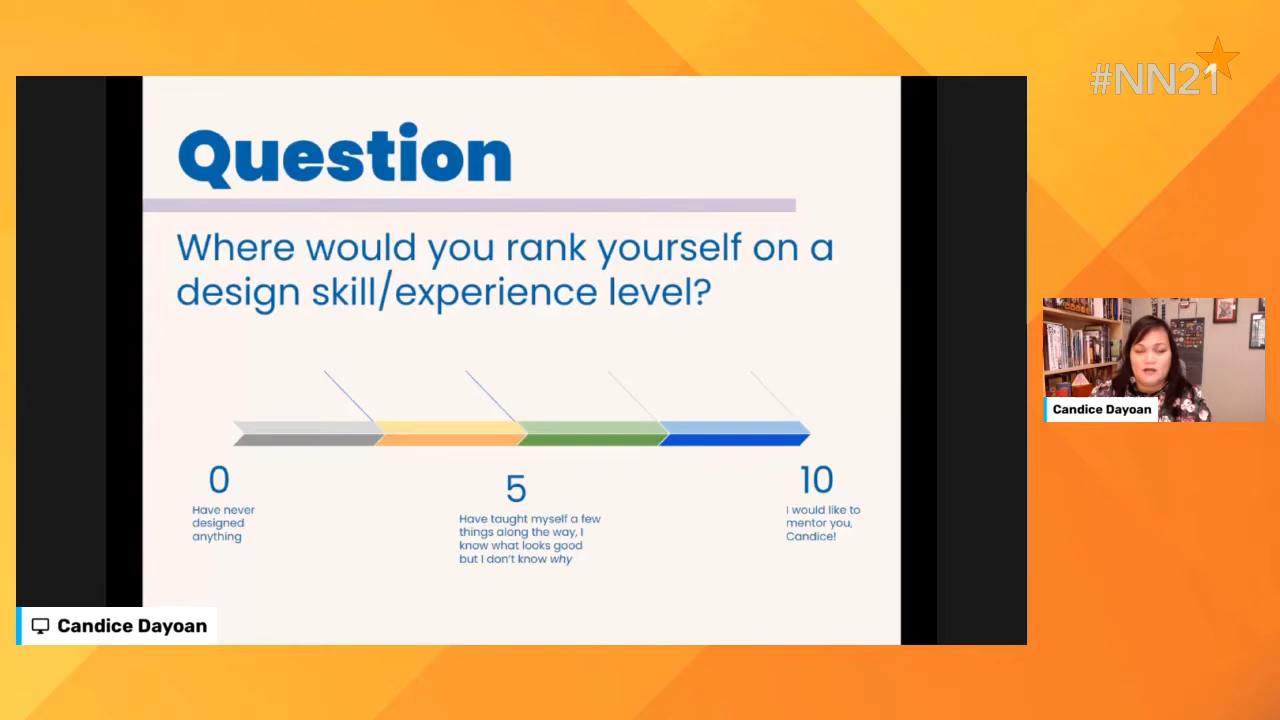 #NN21
Question
Where would you rank yourself on a
design skill/experience level?
0
Have never
designed
anything
5
Have taught myself a few
things along the way, I
know what looks good
but I don't know why
10
I would like to
mentor you,
Candice!
Candice Dayoan
Candice Dayoan